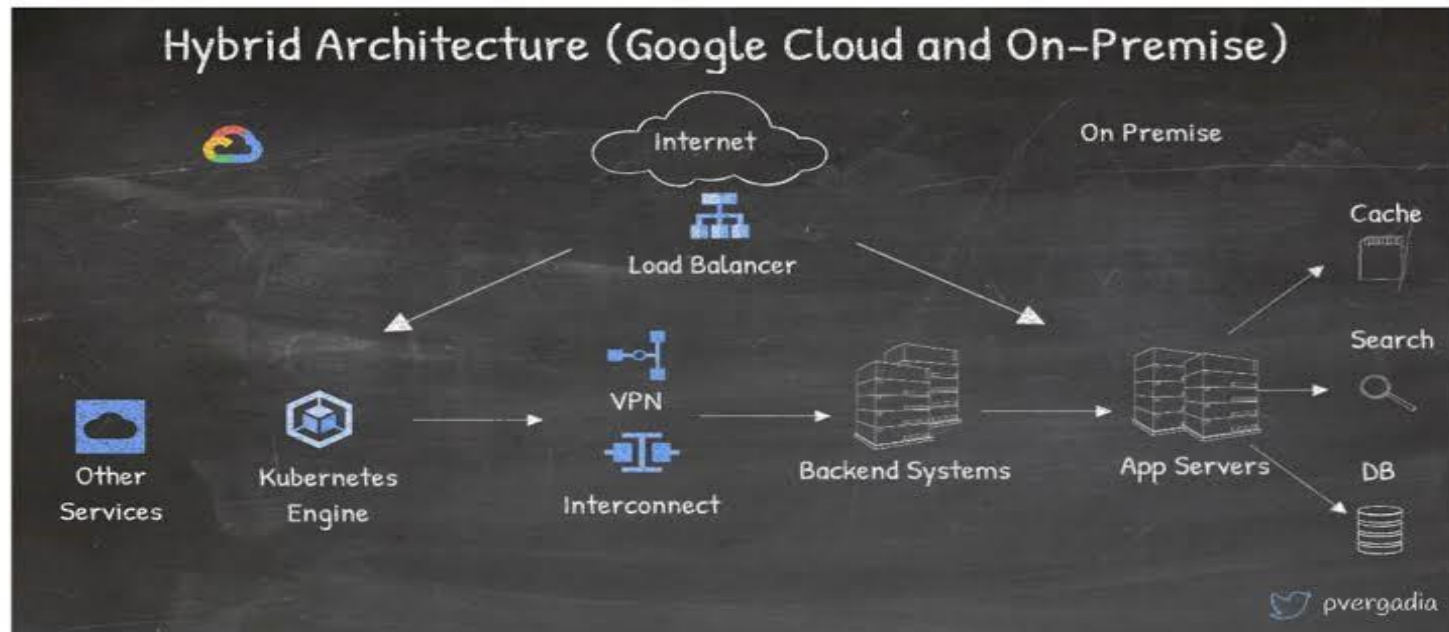 Hybrid Architecture (Google Cloud and On-Premise)
Internet
On Premise
Load Balancer
Cache
Search
VPN
Other
Services
Kubernetes
Engine
Interconnect
Backend Systems
App Servers
DB
pvergadia